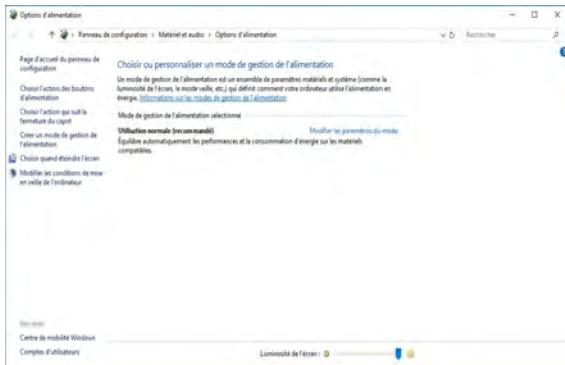 Options d'alimentation
Panneau de configuration > Matériel et audio > Options d'alimentation
Rechercher
Page d'accueil du panneau de
configuration
Choisir l'action des boutons
d'alimentation
Choisir l'action qui suit la
fermeture du capot
Créer un mode de gestion de
l'alimentation
Choisir quand éteindre l'écran
Modifier les conditions de mise
en veille de l'ordinateur
Choisir ou personnaliser un mode de gestion de l'alimentation
Un mode de gestion de l'alimentation est un ensemble de paramètres matériels et système (comme la
luminosité de l'écran, le mode veille, etc.) qui définit comment votre ordinateur utilise l'alimentation en
énergie. Informations sur les modes de gestion de l'alimentation
Mode de gestion de l'alimentation sélectionné
Utilisation normale (recommandé)
Modifier les paramètres du mode
Équilibre automatiquement les performances et la consommation d'énergie sur les matériels
compatibles.
Voir aussi
Centre de mobilité Windows
Comptes d'utilisateurs
Luminosité de l'écran :